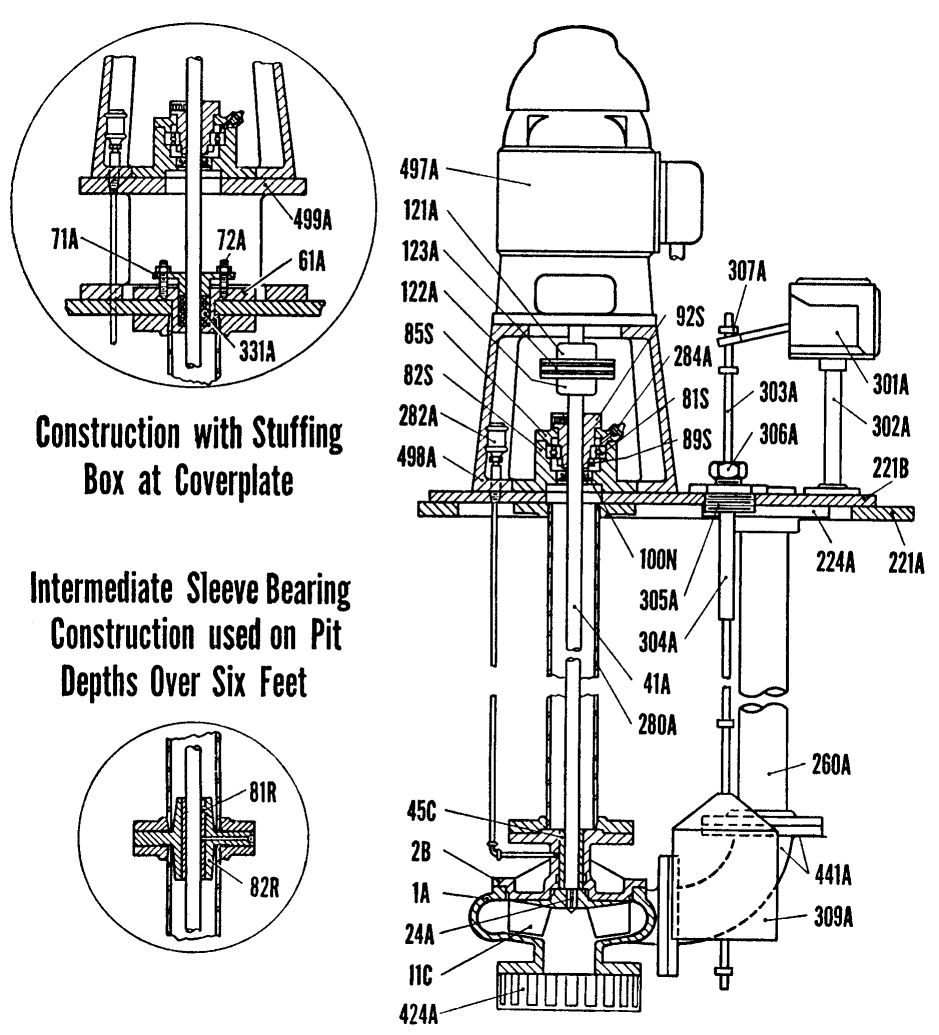 499A
71A
72A
61A
331A
Construction with Stuffing
Box at Coverplate
Intermediate Sleeve Bearing
Construction used on Pit
Depths Over Six Feet
81R
82R
497A
121A
123A
122A
85S
82S
282A
498A
92S
284A
81S
89S
307A
303A
306A
301A
302A
221B
100N
305A
304A
224A
221A
41A
280A
260A
45C
2B
1A
24A
11C
424A
441A
309A